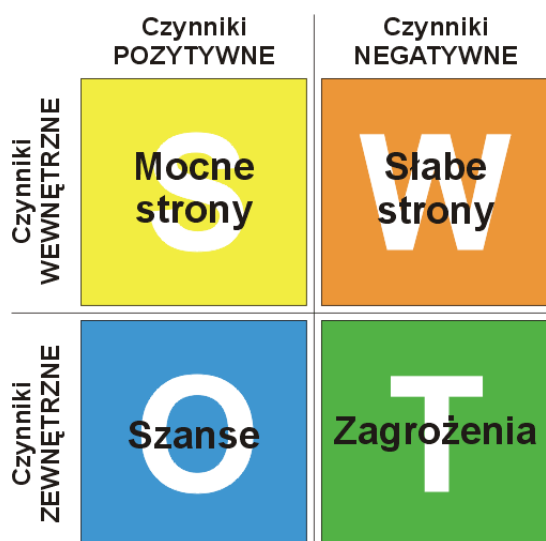 Czynniki
POZYTYWNE
Czynniki
NEGATYWNE
Czynniki
WEWNĘTRZNE
S
Mocne
strony
W
Słabe
strony
Czynniki
ZEWNĘTRZNE
O
Szanse
T
Zagrożenia